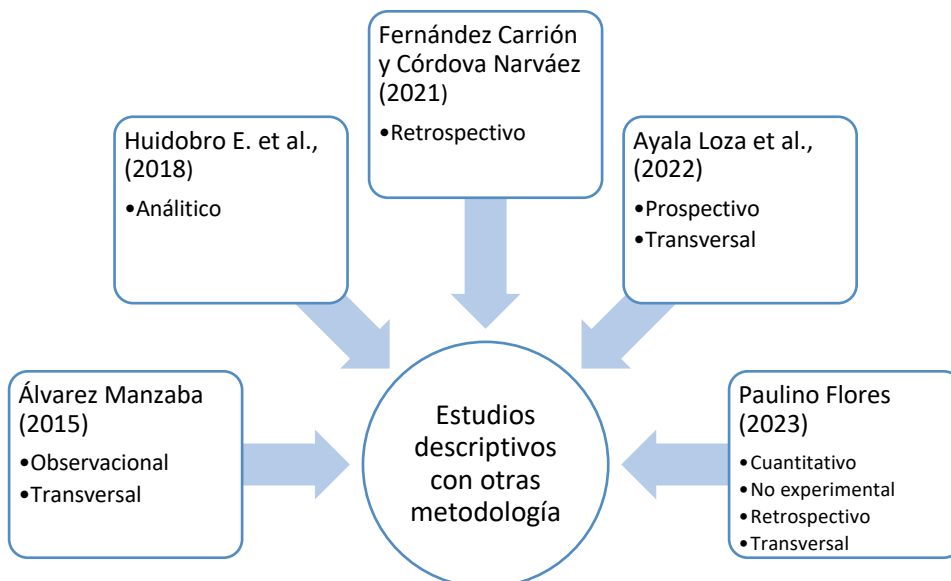 Fernández Carrión
y Córdova Narváez
(2021)
•Retrospectivo
Huidobro E. et al.,
(2018)
•Análitico
Ayala Loza et al.,
(2022)
•Prospectivo
•Transversal
Álvarez Manzaba
(2015)
•Observacional
•Transversal
Estudios
descriptivos
con otras
metodología
Paulino Flores
(2023)
•Cuantitativo
•No experimental
•Retrospectivo
•Transversal